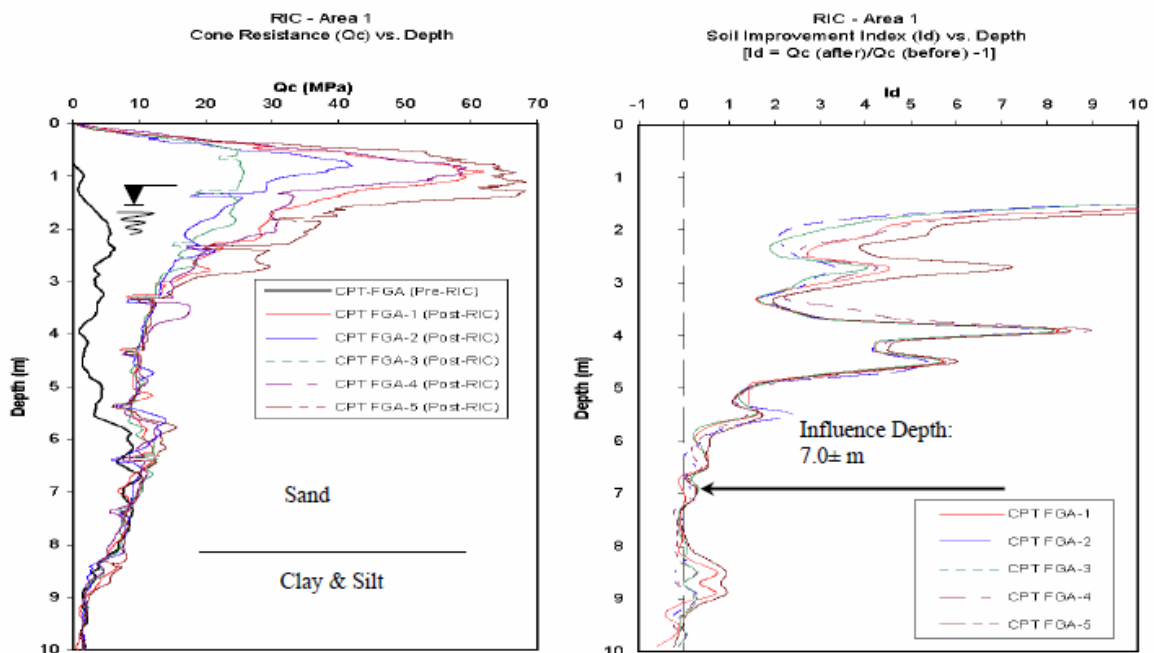 RIC - Area 1
Cone Resistance (Qc) vs. Depth
Qc (MPa)
0 10 20 30 40 50 60 70
0
1
2
3
4
5
6
7
8
9
10
Depth (m)
CPT-FGA (Pre-RIC)
CPT FGA-1 (Post-RIC)
CPT FGA-2 (Post-RIC)
CPT FGA-3 (Post-RIC)
CPT FGA-4 (Post-RIC)
CPT FGA-5 (Post-RIC)
Sand
Clay & Silt
RIC - Area 1
Soil Improvement Index (Id) vs. Depth
[Id = Qc (after)/Qc (before) -1]
Id
-1 0 1 2 3 4 5 6 7 8 9 10
0
1
2
3
4
5
6
7
8
9
10
Depth (m)
Influence Depth:
7.0± m
CPT FGA-1
CPT FGA-2
CPT FGA-3
CPT FGA-4
CPT FGA-5